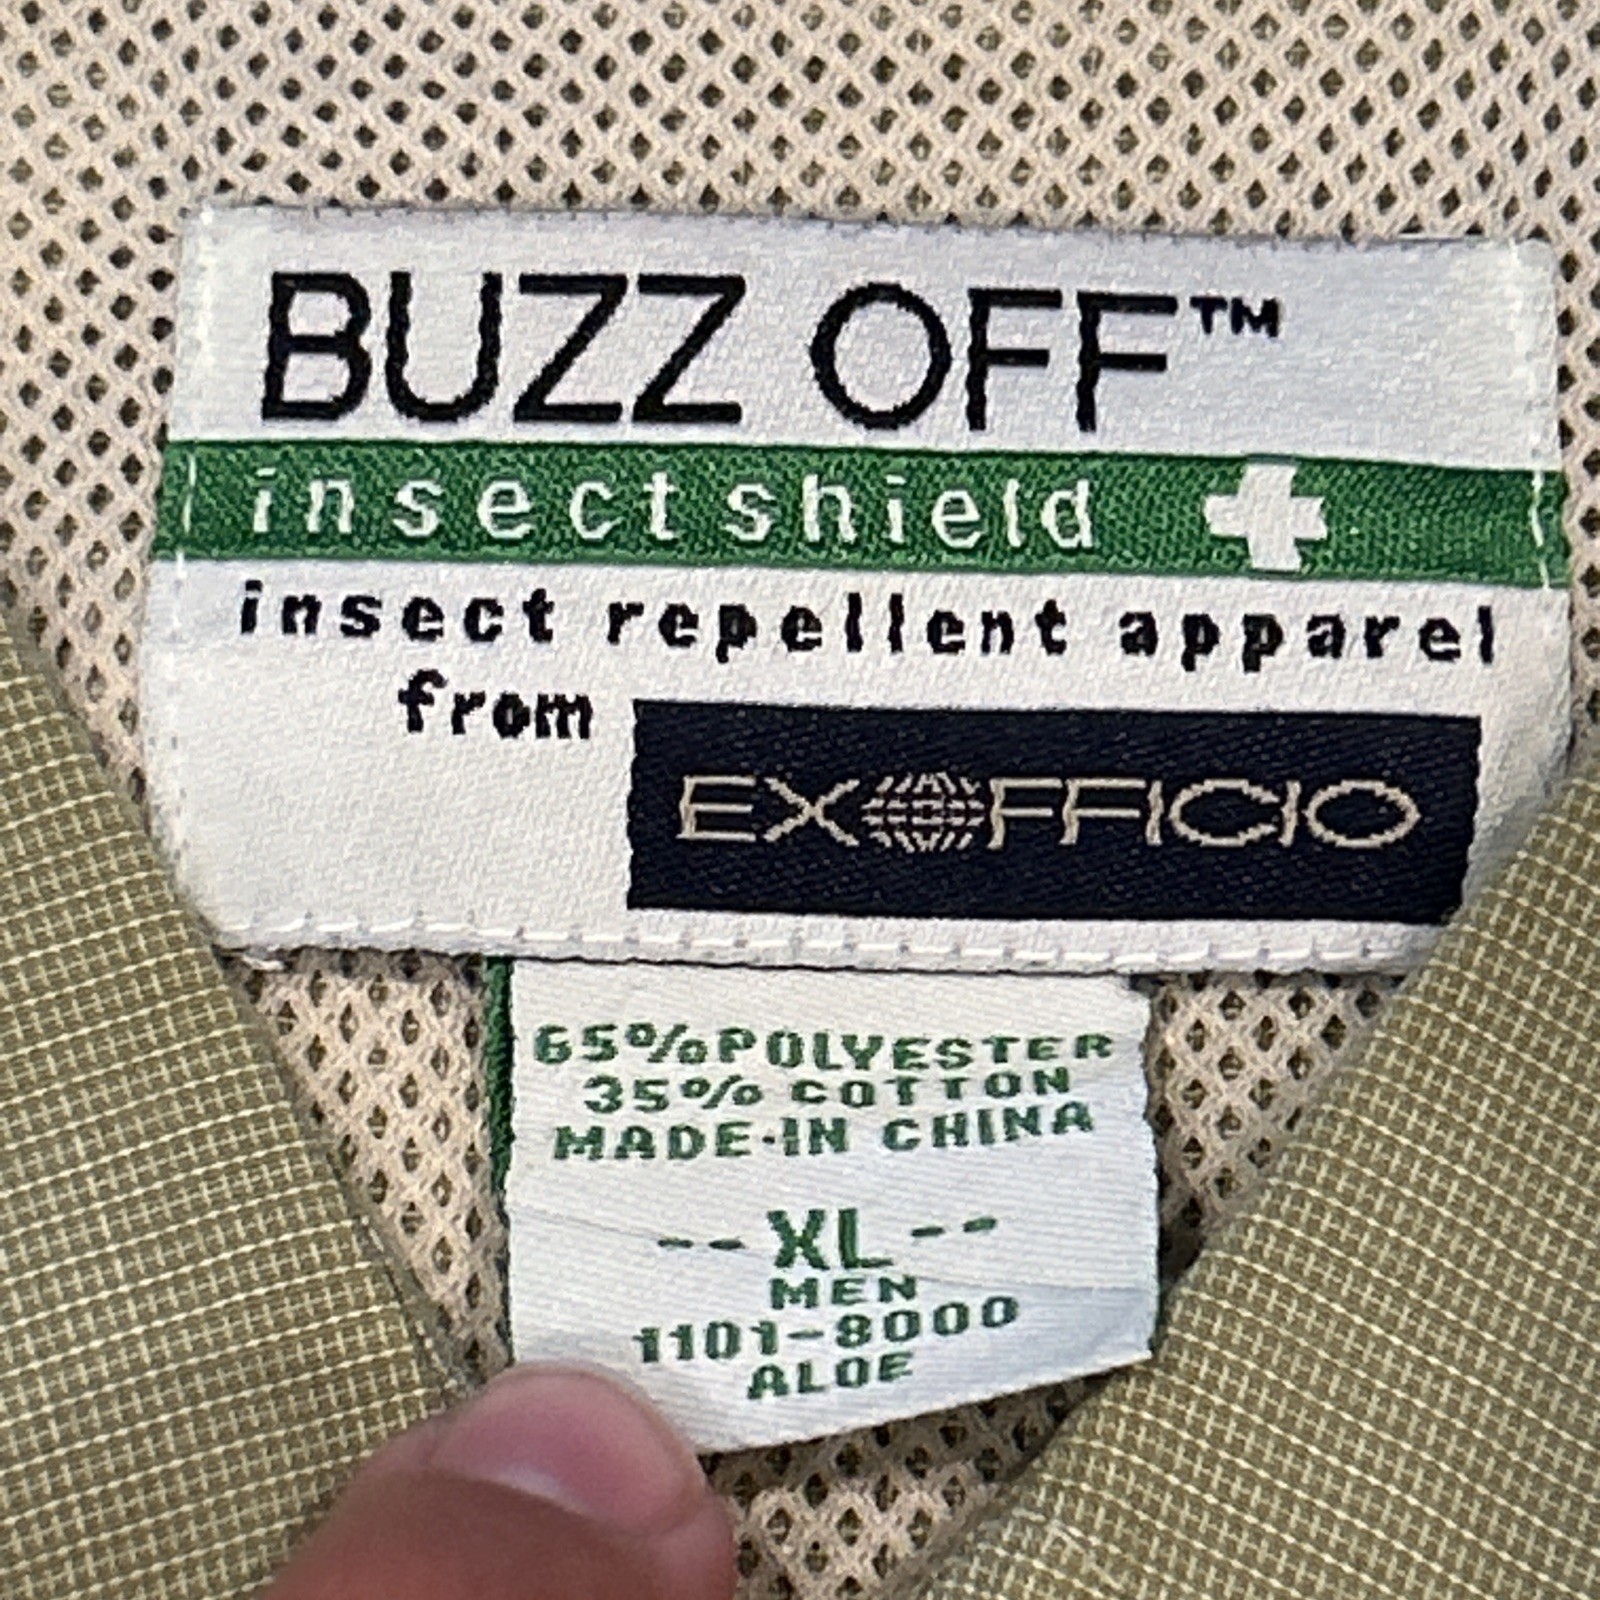 BUZZ OFF™
insect shield
insect repellent apparel
from EXOFFICIO
65% POLYESTER
35% COTTON
MADE·IN CHINA
-- XL --
MEN
1101-8000
ALOE